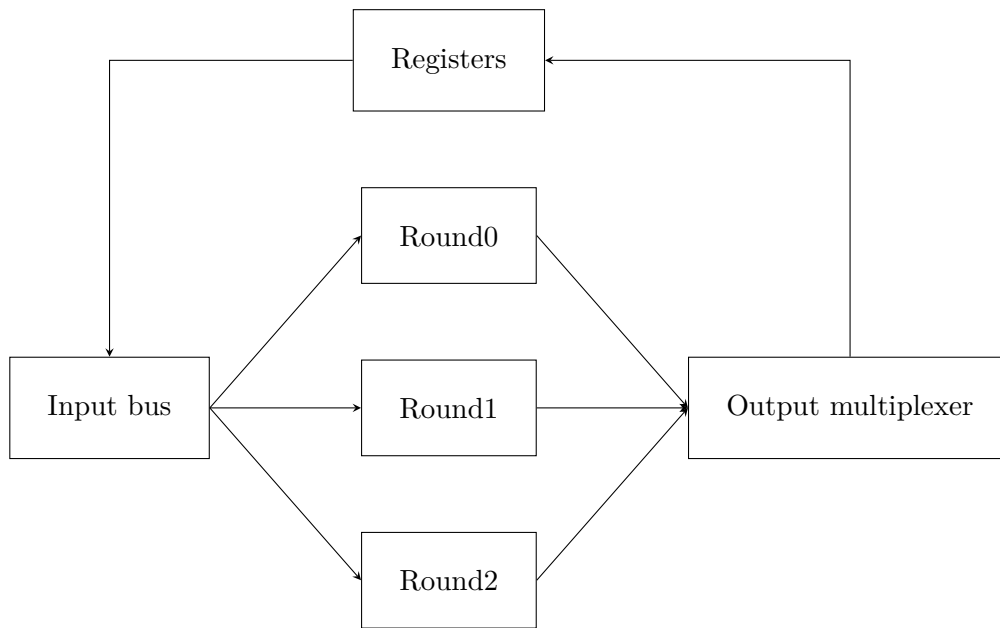 Registers
Round0
Input bus
Round1
Output multiplexer
Round2